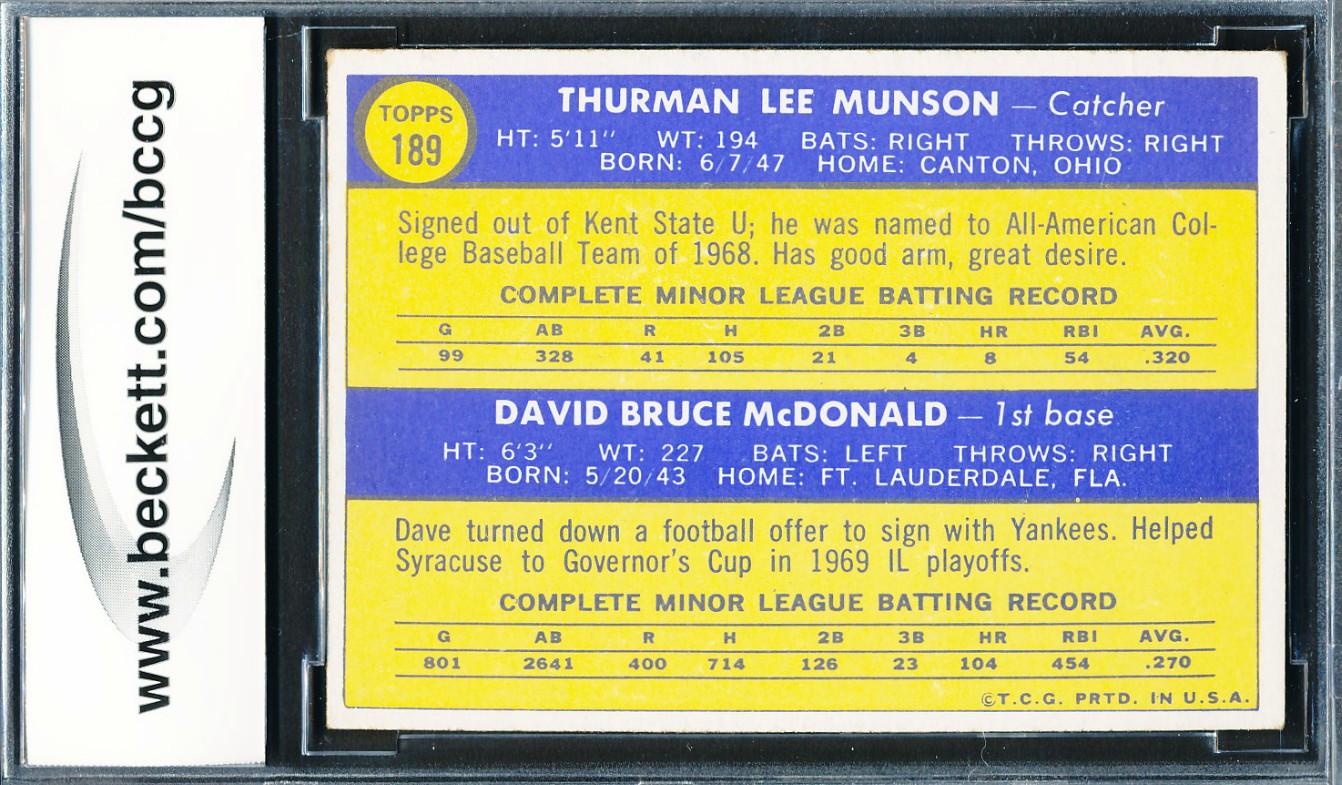 www.beckett.com/bccg
TOPPS
189
THURMAN LEE MUNSON — Catcher
HT: 5'11" WT: 194 BATS: RIGHT THROWS: RIGHT
BORN: 6/7/47 HOME: CANTON, OHIO
Signed out of Kent State U; he was named to All-American Col-
lege Baseball Team of 1968. Has good arm, great desire.
COMPLETE MINOR LEAGUE BATTING RECORD
G AB R H 2B 3B HR RBI AVG.
99 328 41 105 21 4 8 54 .320
DAVID BRUCE McDONALD — 1st base
HT: 6'3" WT: 227 BATS: LEFT THROWS: RIGHT
BORN: 5/20/43 HOME: FT. LAUDERDALE, FLA.
Dave turned down a football offer to sign with Yankees. Helped
Syracuse to Governor's Cup in 1969 IL playoffs.
COMPLETE MINOR LEAGUE BATTING RECORD
G AB R H 2B 3B HR RBI AVG.
801 2641 400 714 126 23 104 454 .270
©T.C.G. PRTD. IN U.S.A.